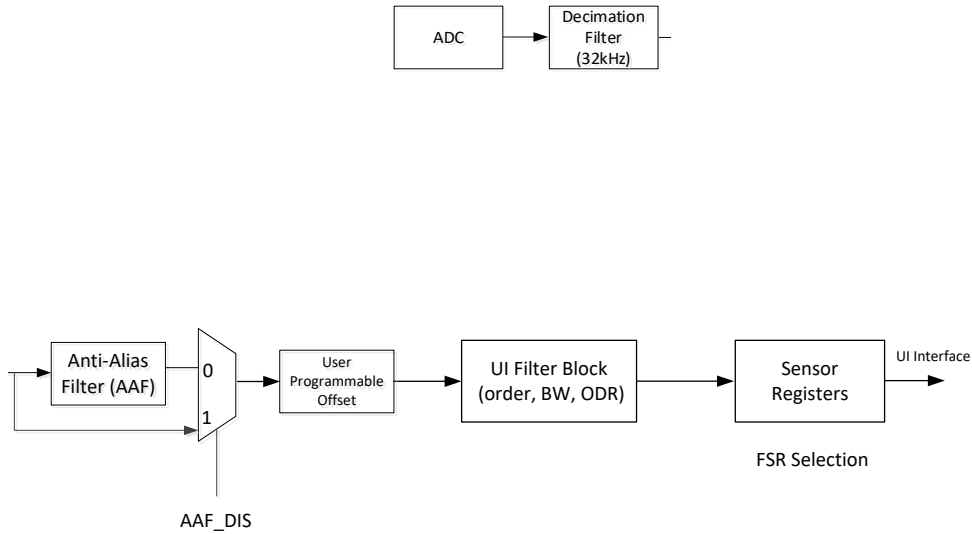 ADC
Decimation
Filter
(32kHz)
Anti-Alias
Filter (AAF)
0
1
AAF_DIS
User
Programmable
Offset
UI Filter Block
(order, BW, ODR)
Sensor
Registers
FSR Selection
UI Interface